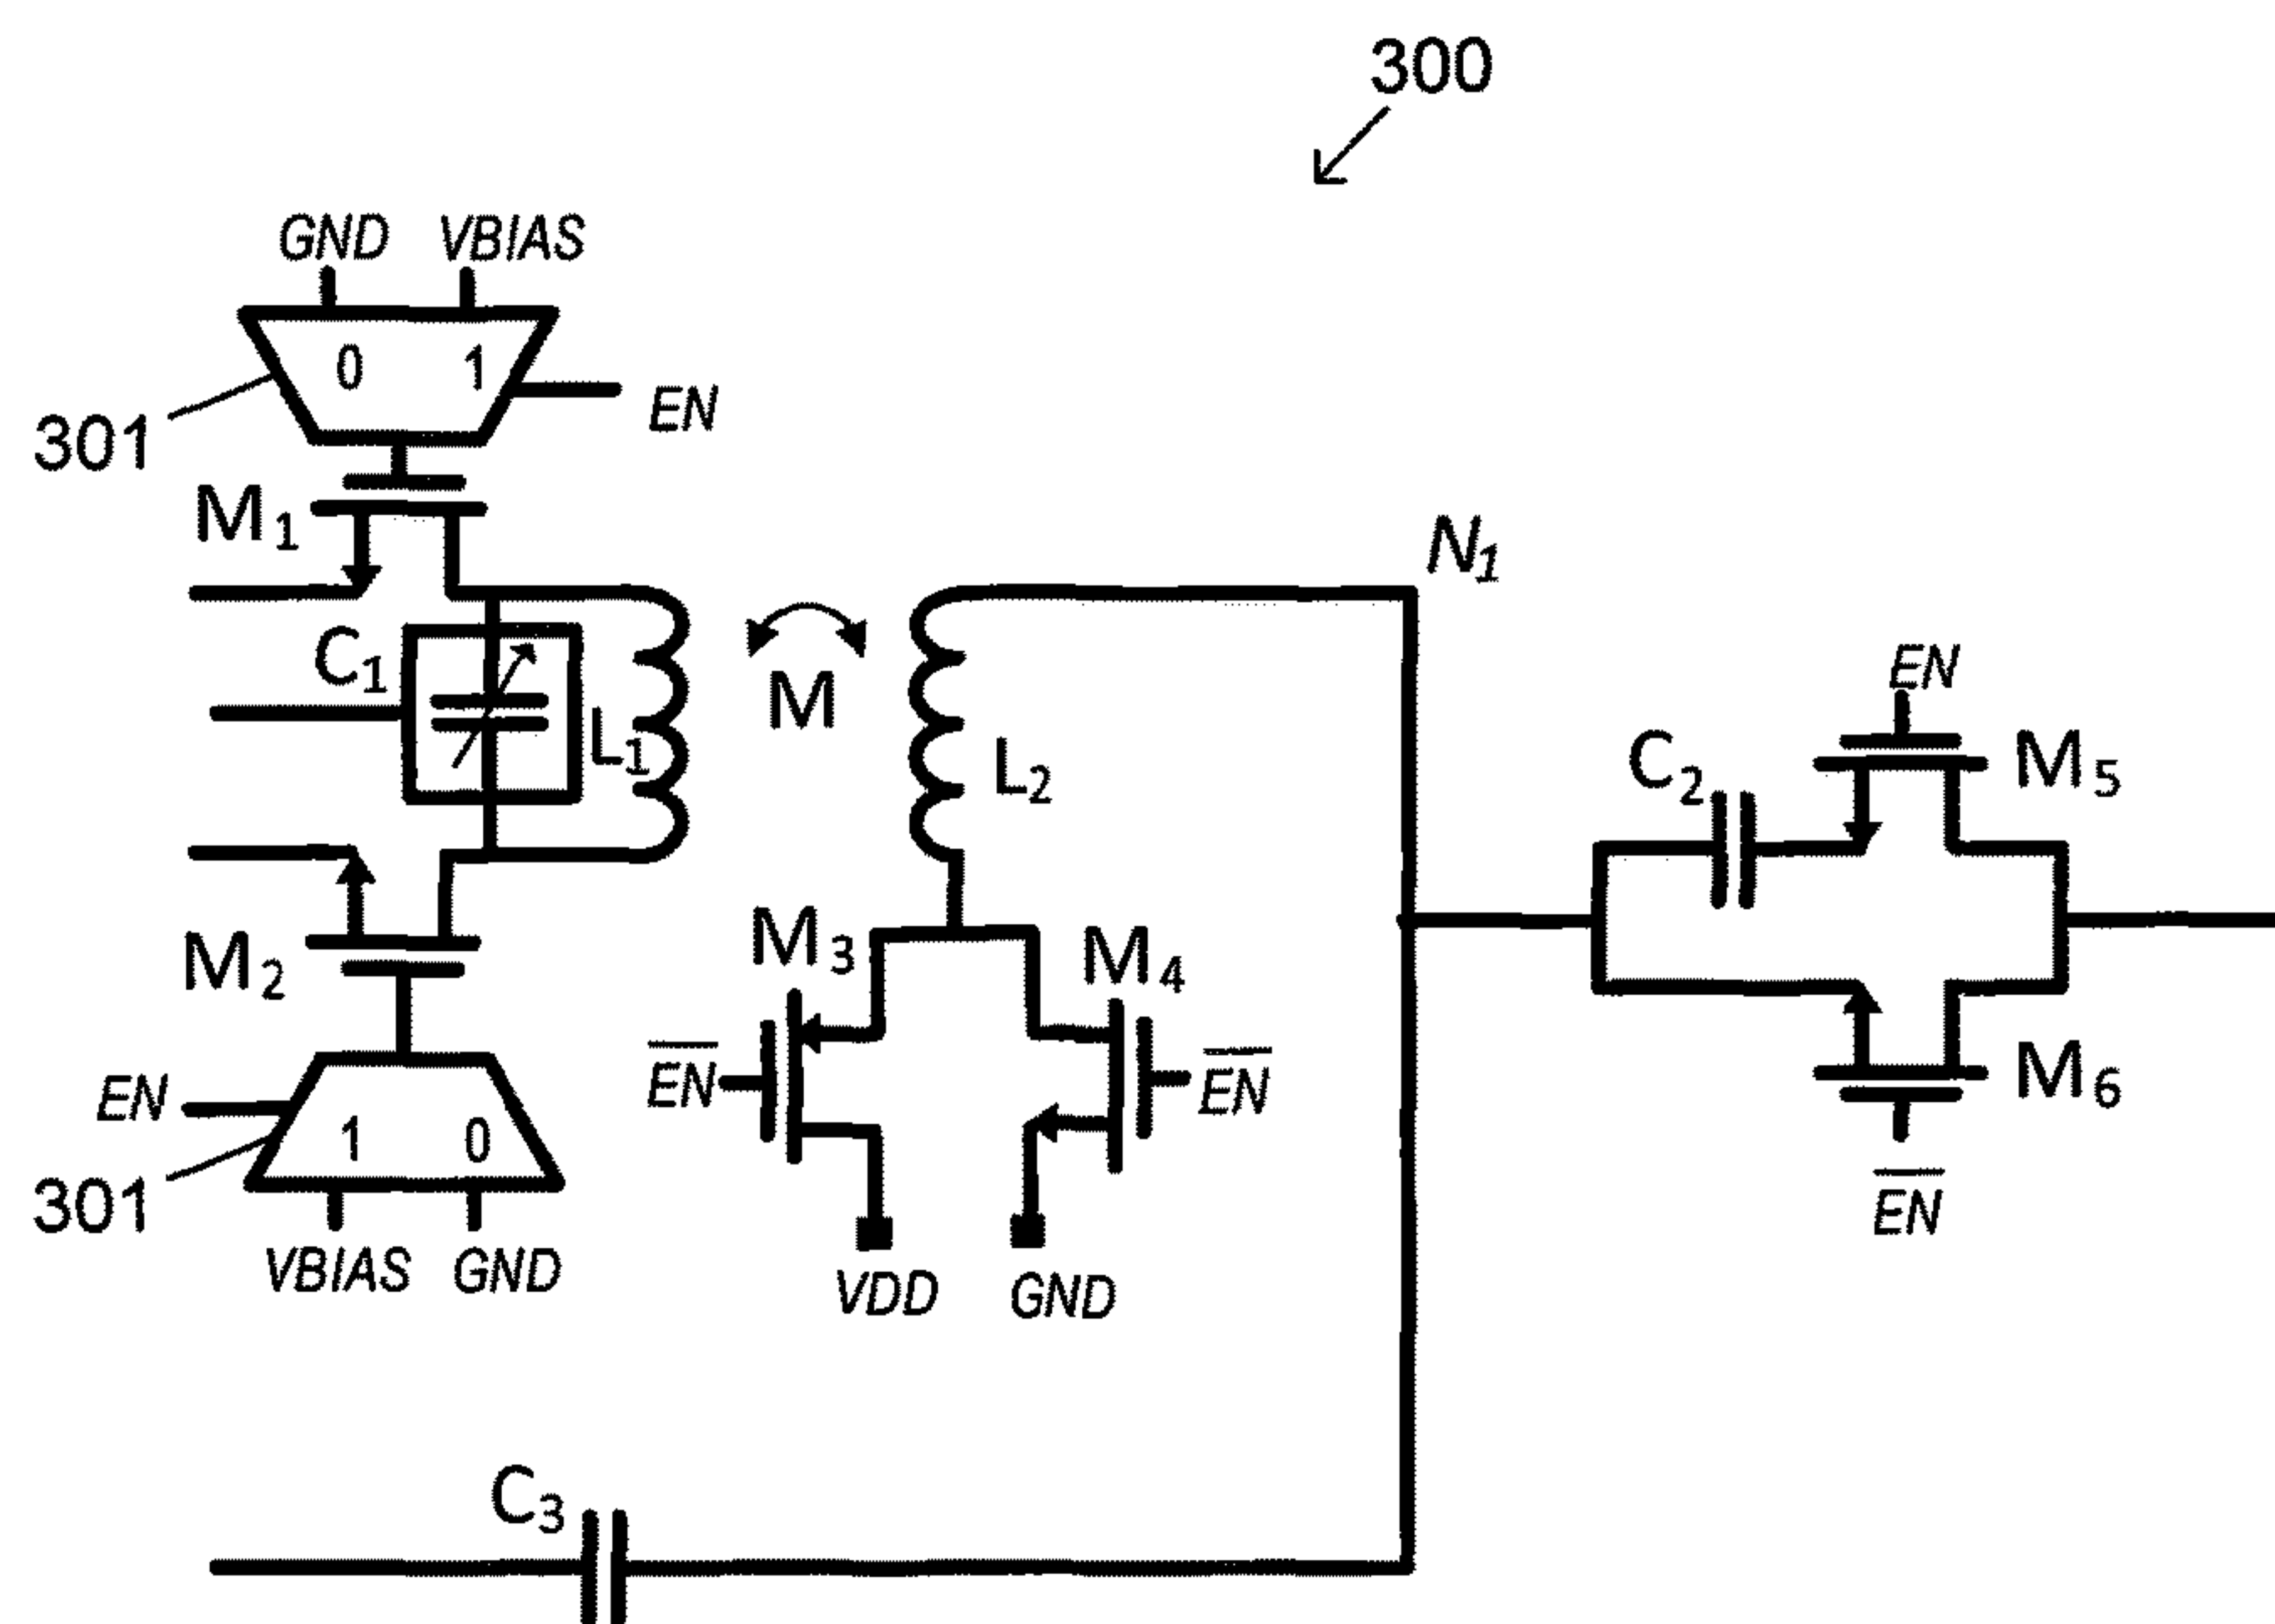 300
GND VBIAS
0 1
EN
301
M1
N1
C1
L1
M
L2
EN
C2
M5
M3
M4
M2
EN̅
EN̅
M6
EN
1 0
301
EN̅
VBIAS GND
VDD GND
C3